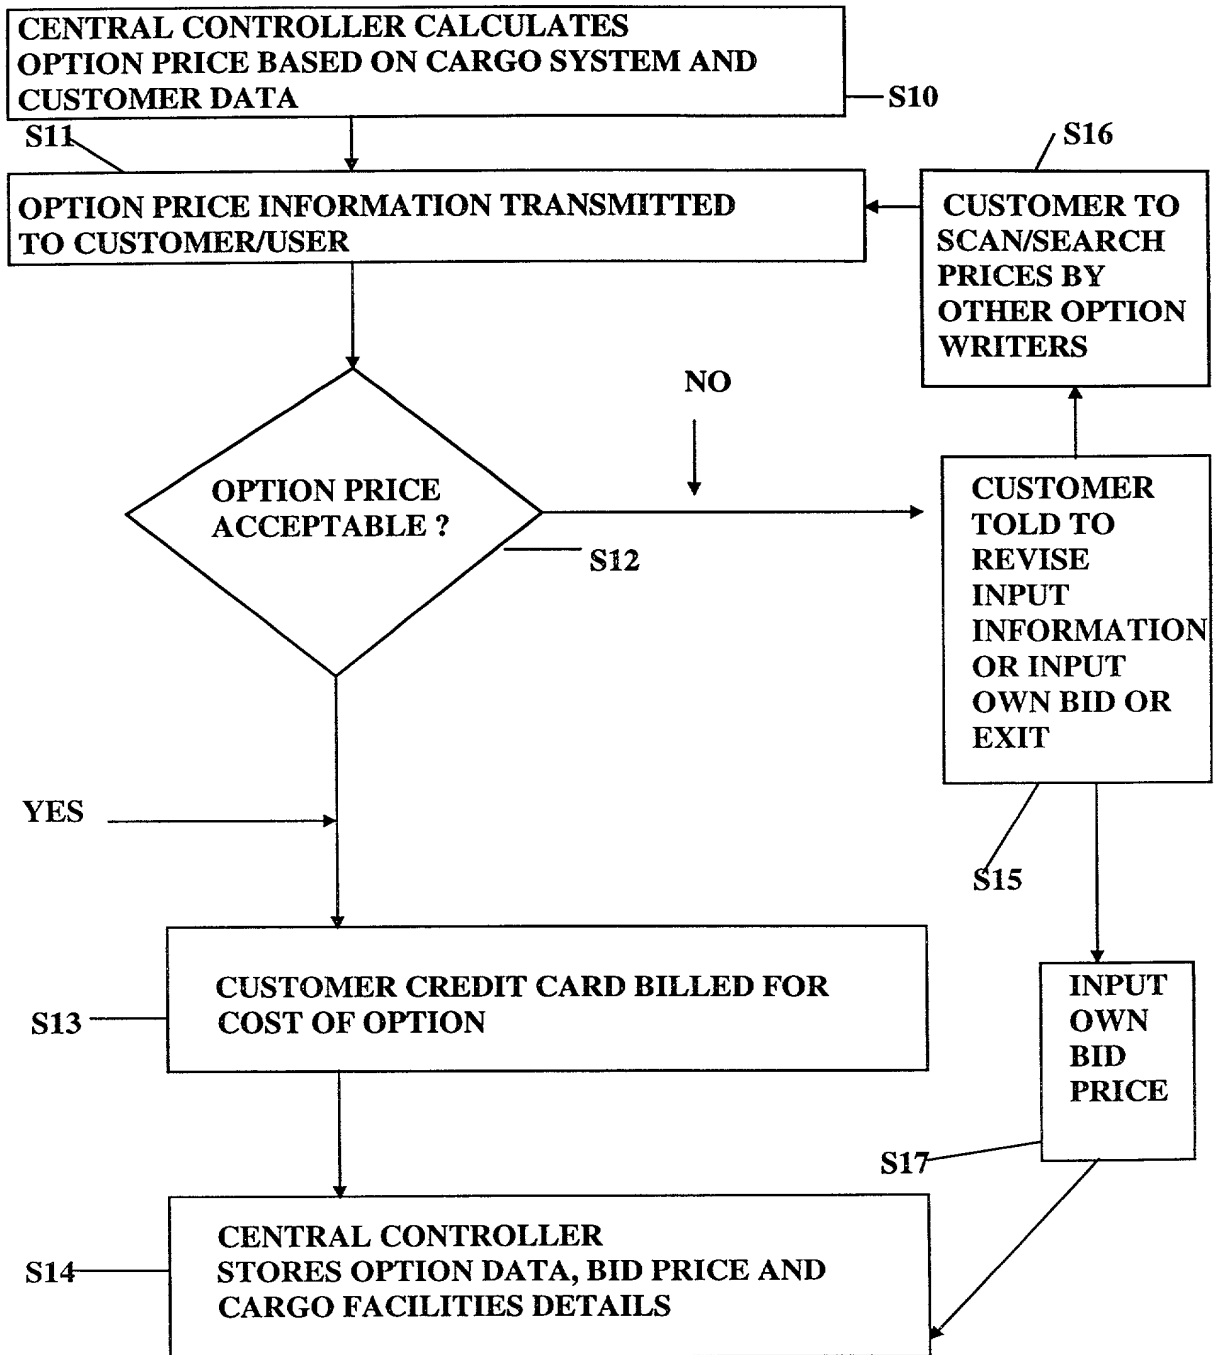 CENTRAL CONTROLLER CALCULATES
OPTION PRICE BASED ON CARGO SYSTEM AND
CUSTOMER DATA
S10
S11
S16
OPTION PRICE INFORMATION TRANSMITTED
TO CUSTOMER/USER
CUSTOMER TO
SCAN/SEARCH
PRICES BY
OTHER OPTION
WRITERS
NO
OPTION PRICE
ACCEPTABLE ?
S12
CUSTOMER
TOLD TO
REVISE
INPUT
INFORMATION
OR INPUT
OWN BID OR
EXIT
YES
S15
CUSTOMER CREDIT CARD BILLED FOR
COST OF OPTION
S13
INPUT
OWN
BID
PRICE
S17
CENTRAL CONTROLLER
STORES OPTION DATA, BID PRICE AND
CARGO FACILITIES DETAILS
S14